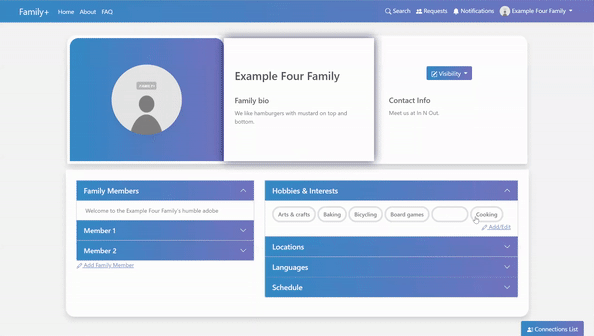 Family+ Home About FAQ Search Requests Notifications Example Four Family
Example Four Family
Family bio
We like hamburgers with mustard on top and
bottom.
Visibility
Contact Info
Meet us at In N Out.
Family Members
Welcome to the Example Four Family's humble adobe
Member 1
Member 2
Add Family Member
Hobbies & Interests
Arts & crafts Baking Bicycling Board games Cooking
Add/Edit
Locations
Languages
Schedule
Connections List